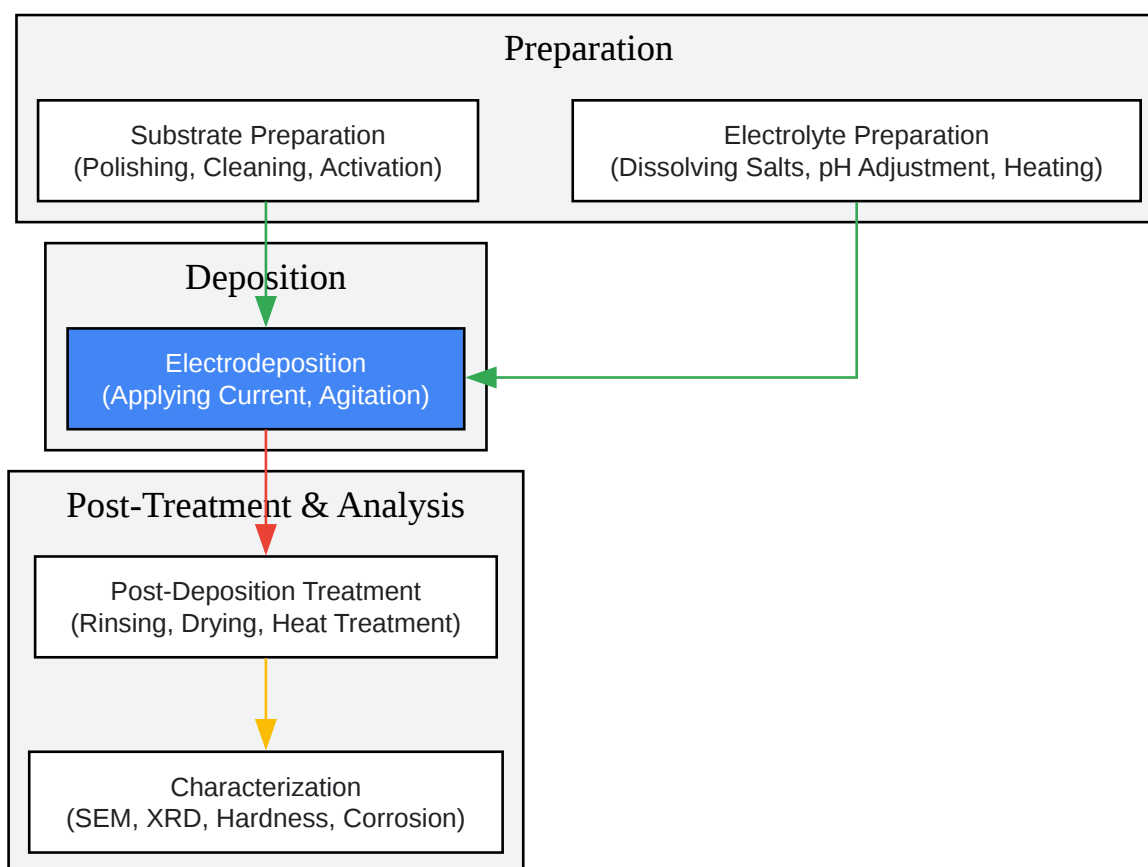 Preparation
Substrate Preparation
(Polishing, Cleaning, Activation)
Electrolyte Preparation
(Dissolving Salts, pH Adjustment, Heating)
Deposition
Electrodeposition
(Applying Current, Agitation)
Post-Treatment & Analysis
Post-Deposition Treatment
(Rinsing, Drying, Heat Treatment)
Characterization
(SEM, XRD, Hardness, Corrosion)